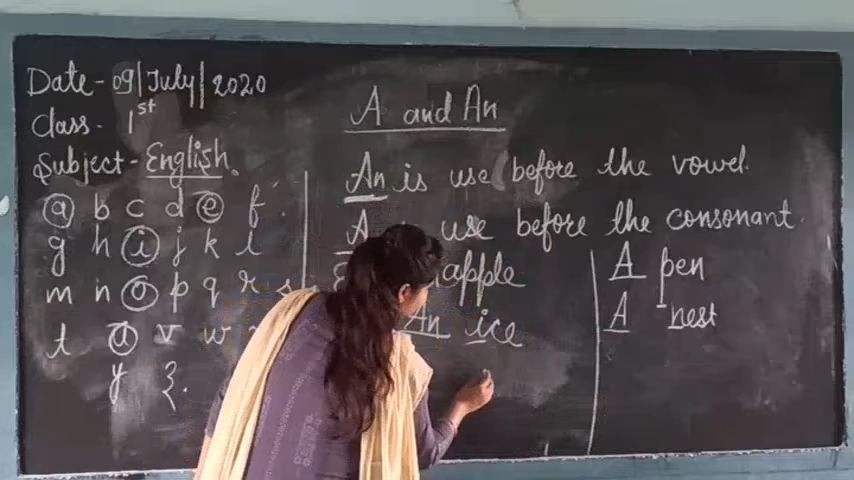 Date - 09|July|2020
Class - 1st
Subject - English.
a b c d e f
g h i j k l
m n o p q r s
t u v w
y z.
A and An
An is use before the vowel.
A use before the consonant.
apple
An ice
A pen
A nest